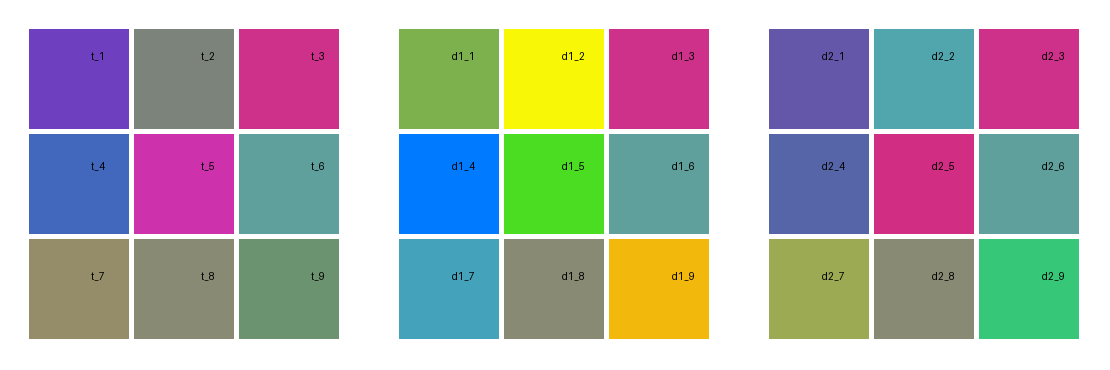 t_1 t_2 t_3 d1_1 d1_2 d1_3 d2_1 d2_2 d2_3
t_4 t_5 t_6 d1_4 d1_5 d1_6 d2_4 d2_5 d2_6
t_7 t_8 t_9 d1_7 d1_8 d1_9 d2_7 d2_8 d2_9